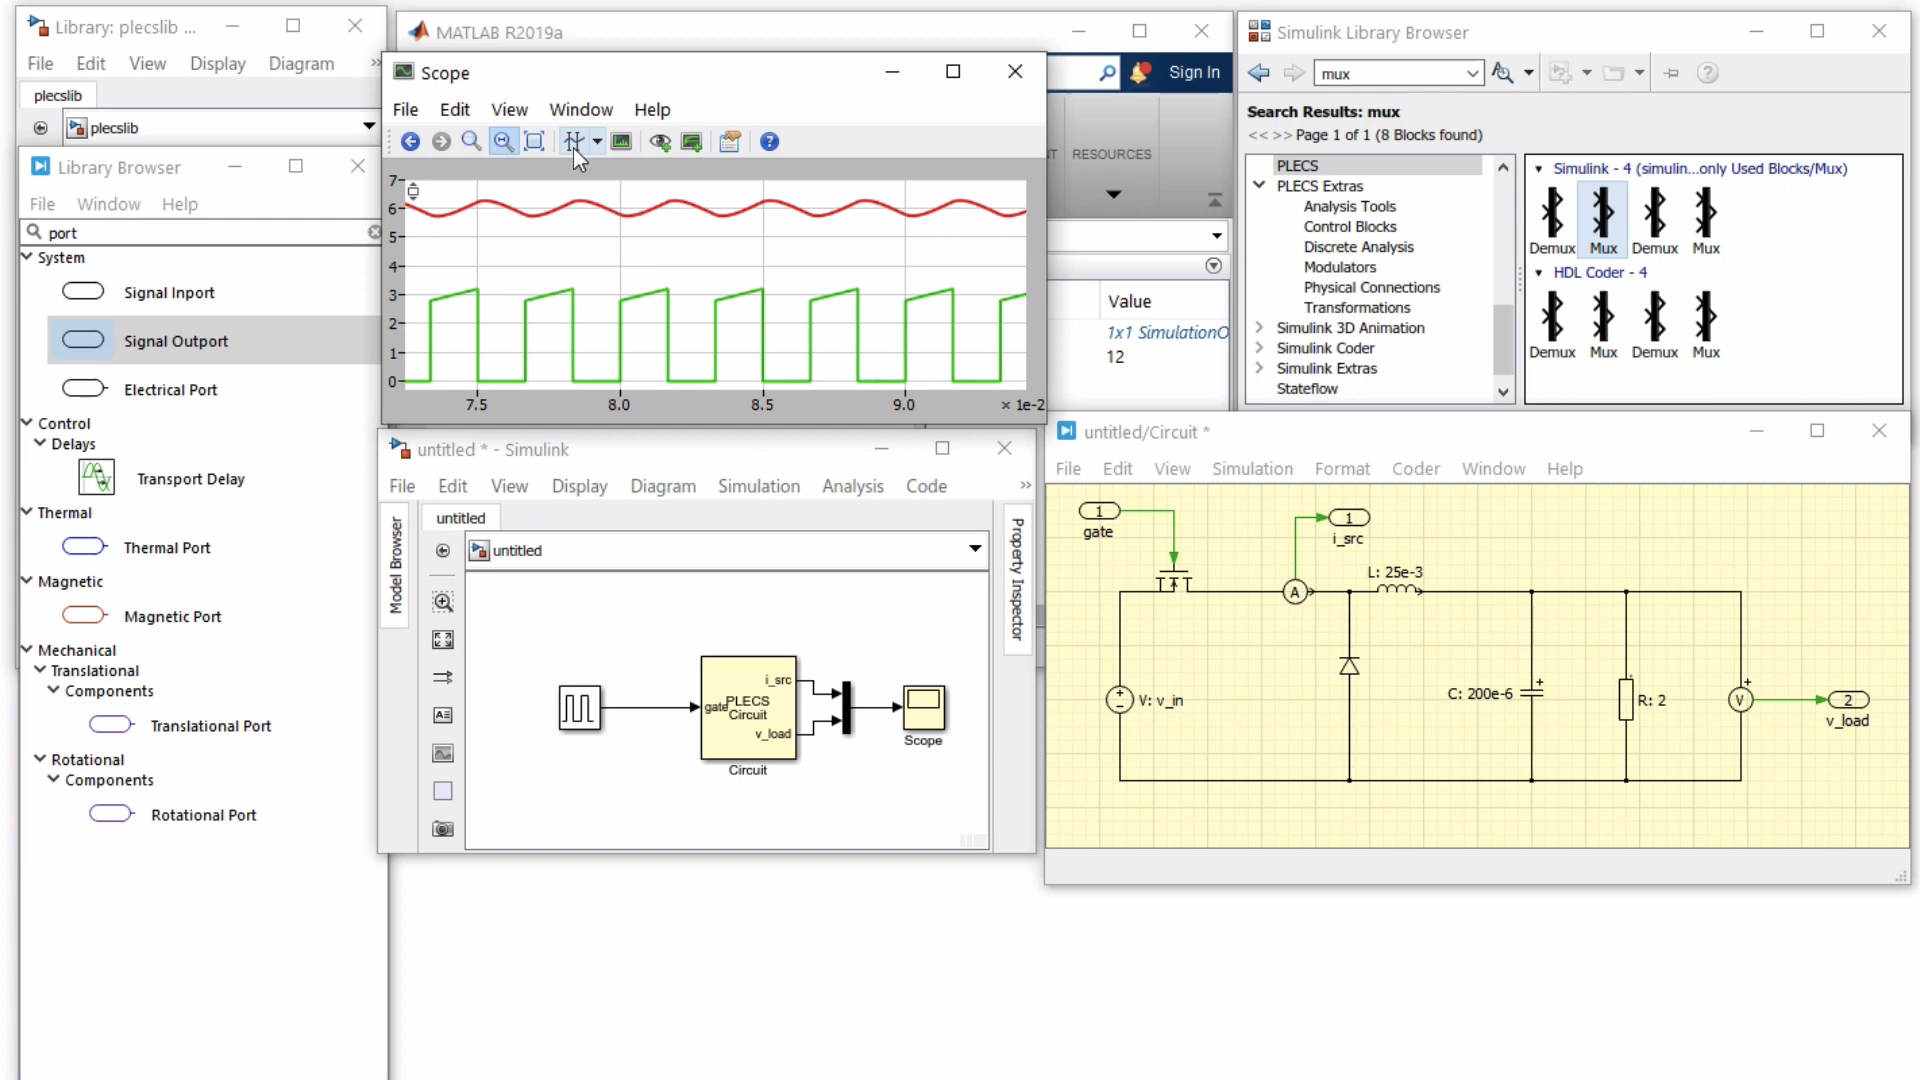 Library: plecslib ...
File Edit View Display Diagram »
plecslib
plecslib
Library Browser
File Window Help
port
System
Signal Inport
Signal Outport
Electrical Port
Control
Delays
Transport Delay
Thermal
Thermal Port
Magnetic
Magnetic Port
Mechanical
Translational
Components
Translational Port
Rotational
Components
Rotational Port
MATLAB R2019a
Sign In
RESOURCES
Value
1x1 SimulationO
12
Scope
File Edit View Window Help
7
6
5
4
3
2
1
0
7.5 8.0 8.5 9.0 × 1e-2
untitled * - Simulink
File Edit View Display Diagram Simulation Analysis Code »
Model Browser
untitled
untitled
Property Inspector
i_src
gate
PLECS
Circuit
v_load
Circuit
Scope
Simulink Library Browser
mux
Search Results: mux
<< >> Page 1 of 1 (8 Blocks found)
PLECS
PLECS Extras
Analysis Tools
Control Blocks
Discrete Analysis
Modulators
Physical Connections
Transformations
Simulink 3D Animation
Simulink Coder
Simulink Extras
Stateflow
Simulink - 4 (simulin...only Used Blocks/Mux)
Demux Mux Demux Mux
HDL Coder - 4
Demux Mux Demux Mux
untitled/Circuit *
File Edit View Simulation Format Coder Window Help
1
gate
1
i_src
A
L: 25e-3
V: v_in
C: 200e-6
R: 2
V
2
v_load